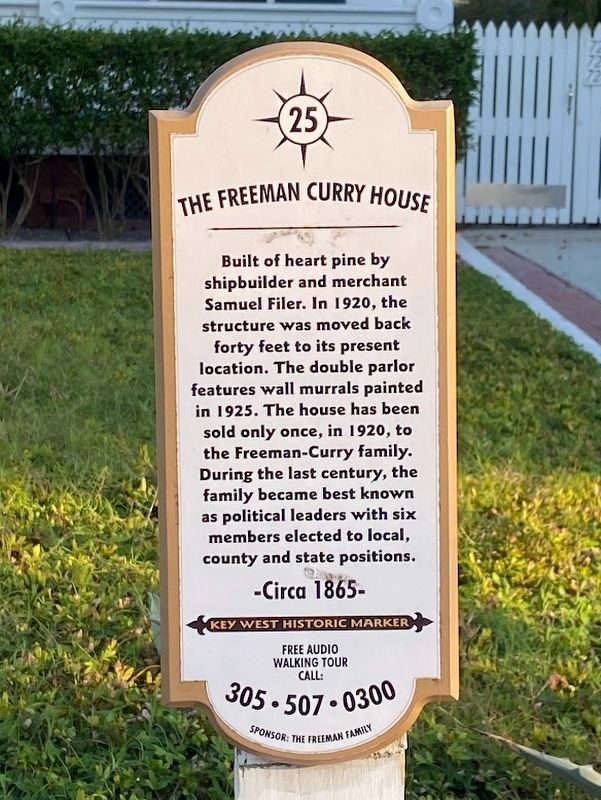 25
THE FREEMAN CURRY HOUSE
Built of heart pine by
shipbuilder and merchant
Samuel Filer. In 1920, the
structure was moved back
forty feet to its present
location. The double parlor
features wall murrals painted
in 1925. The house has been
sold only once, in 1920, to
the Freeman-Curry family.
During the last century, the
family became best known
as political leaders with six
members elected to local,
county and state positions.
-Circa 1865-
KEY WEST HISTORIC MARKER
FREE AUDIO
WALKING TOUR
CALL:
305 • 507 • 0300
SPONSOR: THE FREEMAN FAMILY